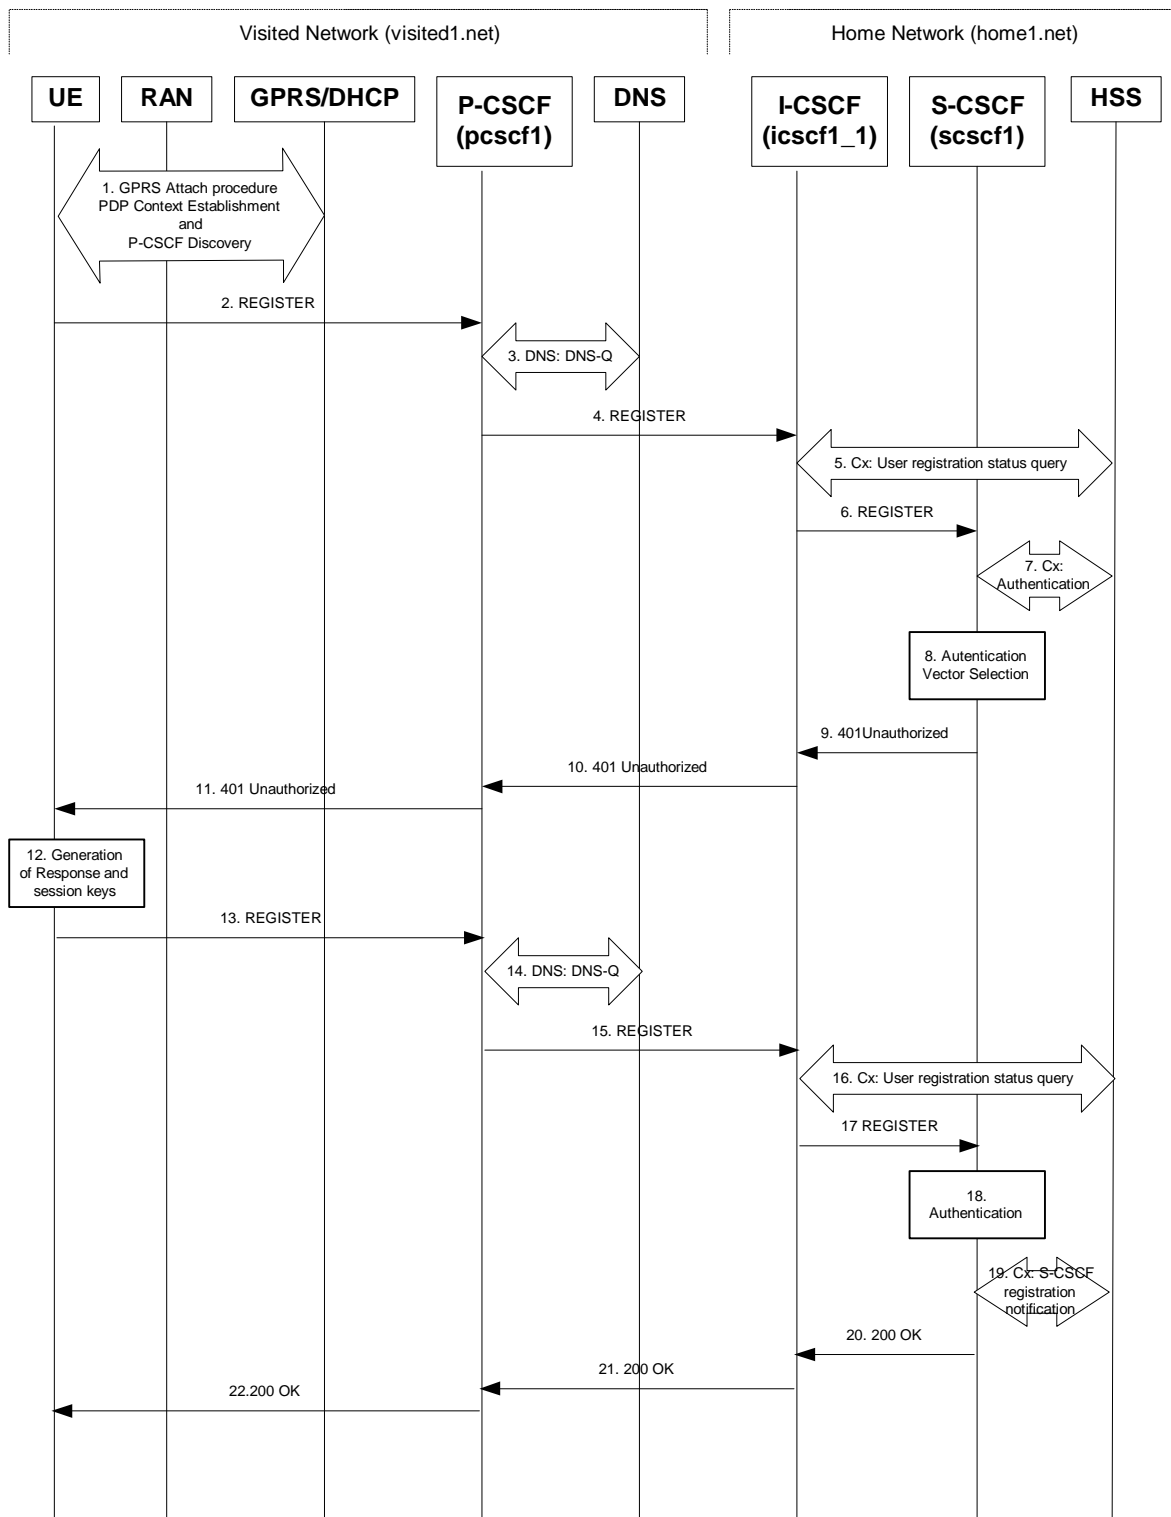 Visited Network (visited1.net)
Home Network (home1.net)
UE
RAN
GPRS/DHCP
P-CSCF
(pcscf1)
DNS
I-CSCF
(icscf1_1)
S-CSCF
(scscf1)
HSS
1. GPRS Attach procedure
PDP Context Establishment
and
P-CSCF Discovery
2. REGISTER
3. DNS: DNS-Q
4. REGISTER
5. Cx: User registration status query
6. REGISTER
7. Cx:
Authentication
8. Autentication
Vector Selection
9. 401Unauthorized
10. 401 Unauthorized
11. 401 Unauthorized
12. Generation
of Response and
session keys
13. REGISTER
14. DNS: DNS-Q
15. REGISTER
16. Cx: User registration status query
17 REGISTER
18.
Authentication
19. Cx: S-CSCF
registration
notification
20. 200 OK
21. 200 OK
22.200 OK